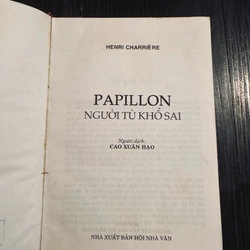 HENRI CHARRIÈRE
PAPILLON
NGƯỜI TÙ KHỔ SAI
Người dịch:
CAO XUÂN HẠO
NHÀ XUẤT BẢN HỘI NHÀ VĂN